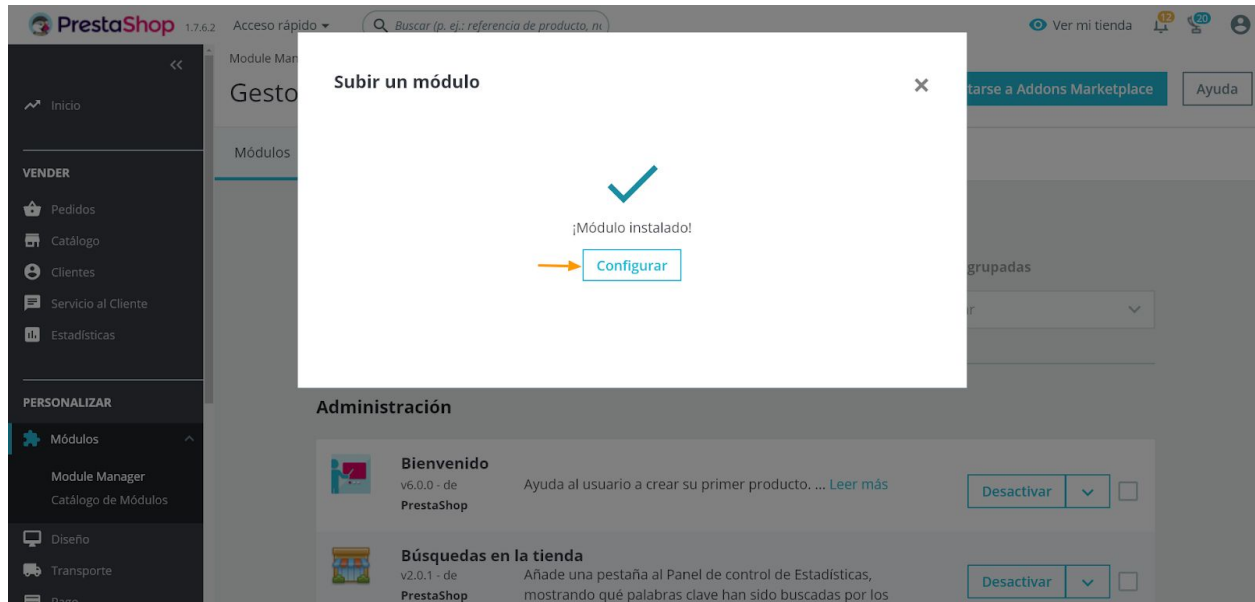 PrestaShop 1.7.6.2 Acceso rápido Buscar (p. ej.: referencia de producto, n Ver mi tienda 12 20
Module Man
Gesto
tarse a Addons Marketplace Ayuda
Módulos
Subir un módulo
¡Módulo instalado!
Configurar
grupadas
ar
Inicio
VENDER
Pedidos
Catálogo
Clientes
Servicio al Cliente
Estadísticas
PERSONALIZAR
Módulos
Module Manager
Catálogo de Módulos
Diseño
Transporte
Pago
Administración
Bienvenido
v6.0.0 - de
PrestaShop
Ayuda al usuario a crear su primer producto. ... Leer más
Desactivar
Búsquedas en la tienda
v2.0.1 - de
PrestaShop
Añade una pestaña al Panel de control de Estadísticas,
mostrando qué palabras clave han sido buscadas por los
Desactivar